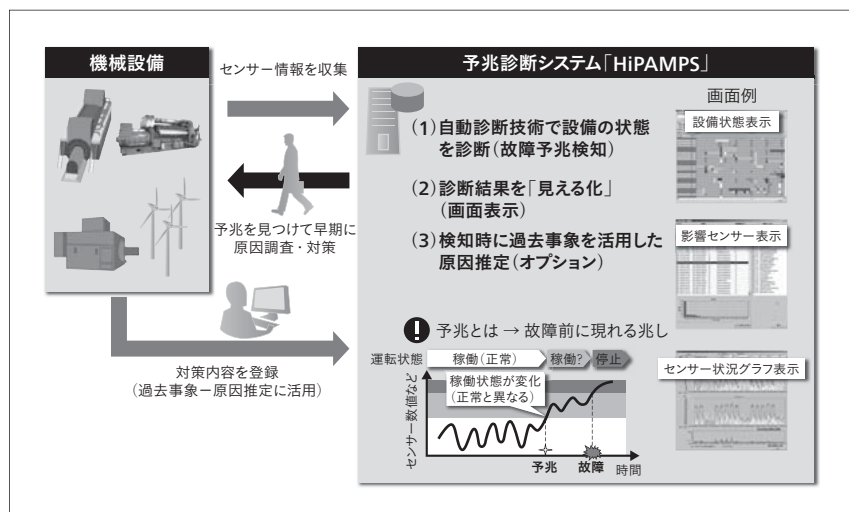 機械設備
センサー情報を収集
予兆を見つけて早期に
原因調査・対策
対策内容を登録
(過去事象－原因推定に活用)
予兆診断システム「HiPAMPS」
(1)自動診断技術で設備の状態
を診断(故障予兆検知)
(2)診断結果を「見える化」
(画面表示)
(3)検知時に過去事象を活用した
原因推定(オプション)
画面例
設備状態表示
影響センサー表示
センサー状況グラフ表示
! 予兆とは → 故障前に現れる兆し
運転状態 稼働(正常) 稼働? 停止
稼働状態が変化
(正常と異なる)
センサー数値など
予兆 故障 時間